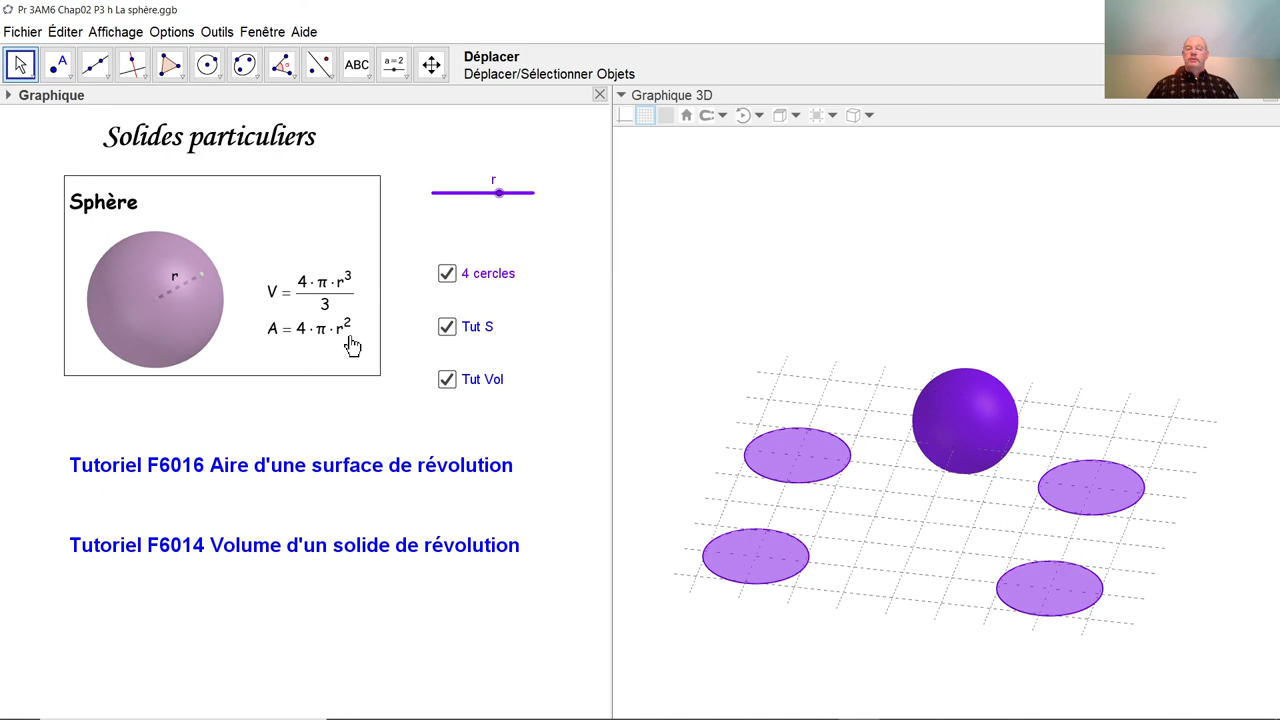 Pr 3AM6 Chap02 P3 h La sphère.ggb
Fichier Éditer Affichage Options Outils Fenêtre Aide
A
ABC
a=2
Déplacer
Déplacer/Sélectionner Objets
Graphique
Graphique 3D
Solides particuliers
Sphère
r
V = 4·π·r³/3
A = 4·π·r²
r
4 cercles
Tut S
Tut Vol
Tutoriel F6016 Aire d'une surface de révolution
Tutoriel F6014 Volume d'un solide de révolution